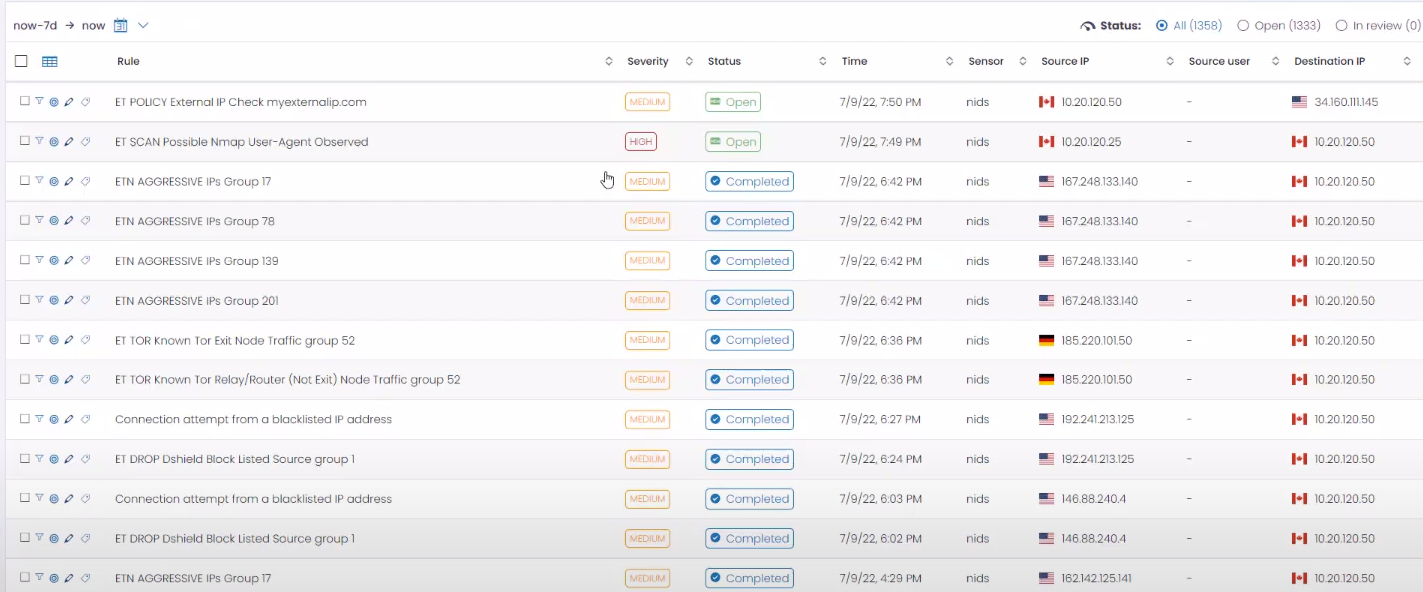 now-7d → now Status: All (1358) Open (1333) In review (0)
Rule Severity Status Time Sensor Source IP Source user Destination IP
ET POLICY External IP Check myexternalip.com MEDIUM Open 7/9/22, 7:50 PM nids 10.20.120.50 - 34.160.111.145
ET SCAN Possible Nmap User-Agent Observed HIGH Open 7/9/22, 7:49 PM nids 10.20.120.25 - 10.20.120.50
ETN AGGRESSIVE IPs Group 17 MEDIUM Completed 7/9/22, 6:42 PM nids 167.248.133.140 - 10.20.120.50
ETN AGGRESSIVE IPs Group 78 MEDIUM Completed 7/9/22, 6:42 PM nids 167.248.133.140 - 10.20.120.50
ETN AGGRESSIVE IPs Group 139 MEDIUM Completed 7/9/22, 6:42 PM nids 167.248.133.140 - 10.20.120.50
ETN AGGRESSIVE IPs Group 201 MEDIUM Completed 7/9/22, 6:42 PM nids 167.248.133.140 - 10.20.120.50
ET TOR Known Tor Exit Node Traffic group 52 MEDIUM Completed 7/9/22, 6:36 PM nids 185.220.101.50 - 10.20.120.50
ET TOR Known Tor Relay/Router (Not Exit) Node Traffic group 52 MEDIUM Completed 7/9/22, 6:36 PM nids 185.220.101.50 - 10.20.120.50
Connection attempt from a blacklisted IP address MEDIUM Completed 7/9/22, 6:27 PM nids 192.241.213.125 - 10.20.120.50
ET DROP Dshield Block Listed Source group 1 MEDIUM Completed 7/9/22, 6:24 PM nids 192.241.213.125 - 10.20.120.50
Connection attempt from a blacklisted IP address MEDIUM Completed 7/9/22, 6:03 PM nids 146.88.240.4 - 10.20.120.50
ET DROP Dshield Block Listed Source group 1 MEDIUM Completed 7/9/22, 6:02 PM nids 146.88.240.4 - 10.20.120.50
ETN AGGRESSIVE IPs Group 17 MEDIUM Completed 7/9/22, 4:29 PM nids 162.142.125.141 - 10.20.120.50